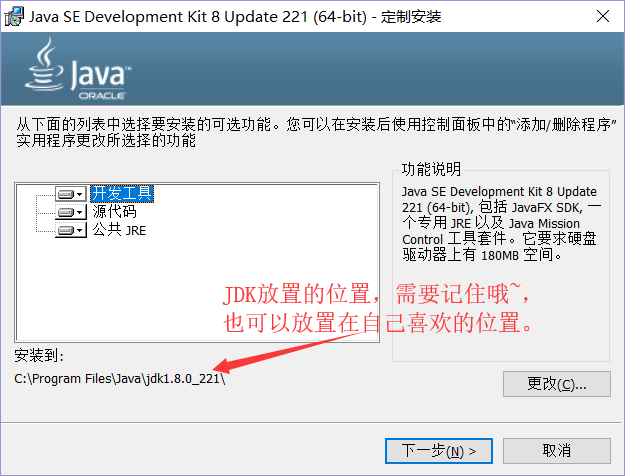 Java SE Development Kit 8 Update 221 (64-bit) - 定制安装
Java™
ORACLE
从下面的列表中选择要安装的可选功能。您可以在安装后使用控制面板中的“添加/删除程序”
实用程序更改所选择的功能
开发工具
源代码
公共 JRE
功能说明
Java SE Development Kit 8 Update
221 (64-bit), 包括 JavaFX SDK, 一
个专用 JRE 以及 Java Mission
Control 工具套件。它要求硬盘
驱动器上有 180MB 空间。
JDK放置的位置，需要记住哦~，
也可以放置在自己喜欢的位置。
安装到:
C:\Program Files\Java\jdk1.8.0_221\
更改(C)...
下一步(N) >
取消